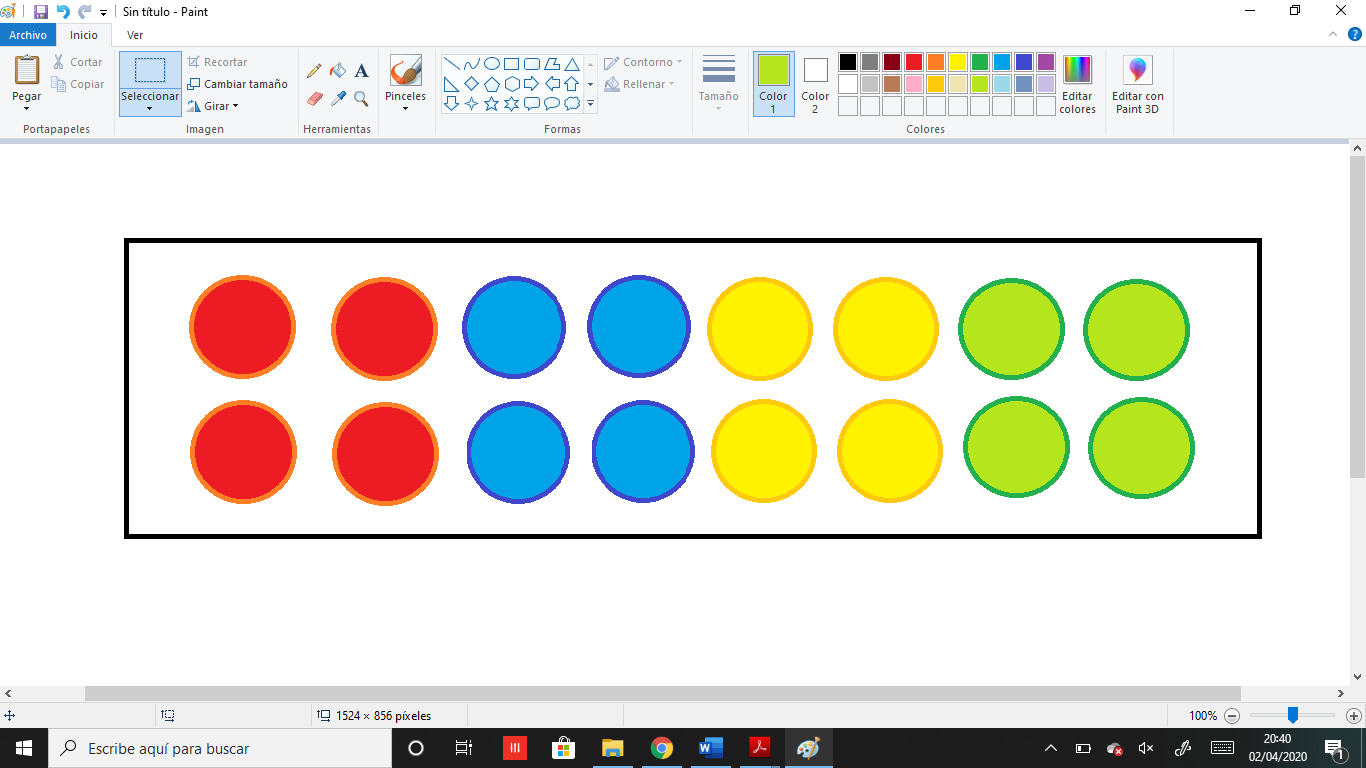 Sin título - Paint
Archivo Inicio Ver
Pegar
Cortar
Copiar
Portapapeles
Seleccionar
Recortar
Cambiar tamaño
Girar
Imagen
A
Herramientas
Pinceles
Contorno
Rellenar
Formas
Tamaño
Color
1
Color
2
Editar
colores
Colores
Editar con
Paint 3D
1524 × 856 píxeles
100%
Escribe aquí para buscar
20:40
02/04/2020
1